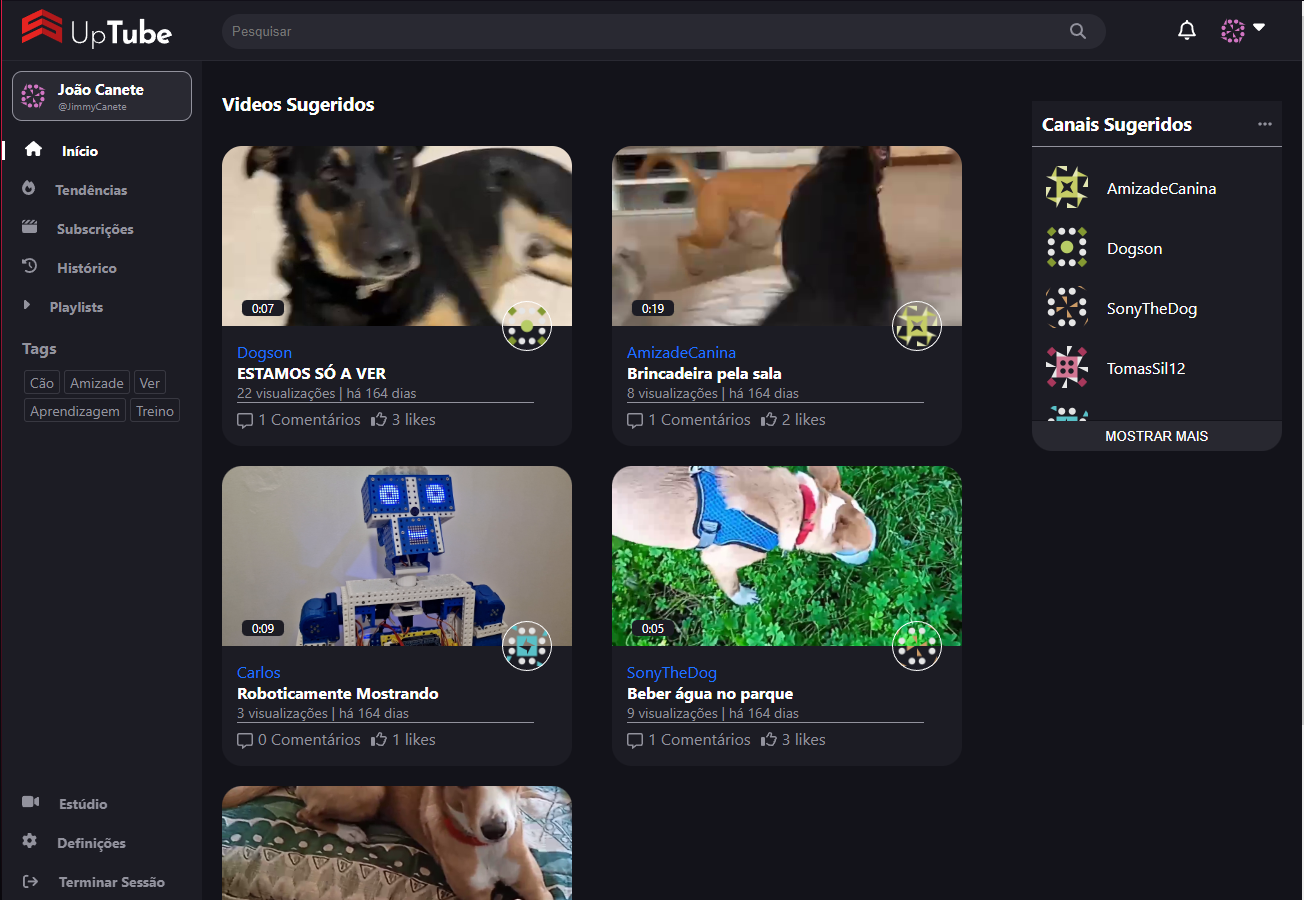 UpTube
Pesquisar
João Canete
@JimmyCanete
Início
Tendências
Subscrições
Histórico
Playlists
Tags
Cão Amizade Ver
Aprendizagem Treino
Estúdio
Definições
Terminar Sessão
Videos Sugeridos
0:07
Dogson
ESTAMOS SÓ A VER
22 visualizações | há 164 dias
1 Comentários 3 likes
0:19
AmizadeCanina
Brincadeira pela sala
8 visualizações | há 164 dias
1 Comentários 2 likes
0:09
Carlos
Roboticamente Mostrando
3 visualizações | há 164 dias
0 Comentários 1 likes
0:05
SonyTheDog
Beber água no parque
9 visualizações | há 164 dias
1 Comentários 3 likes
Canais Sugeridos
AmizadeCanina
Dogson
SonyTheDog
TomasSil12
MOSTRAR MAIS